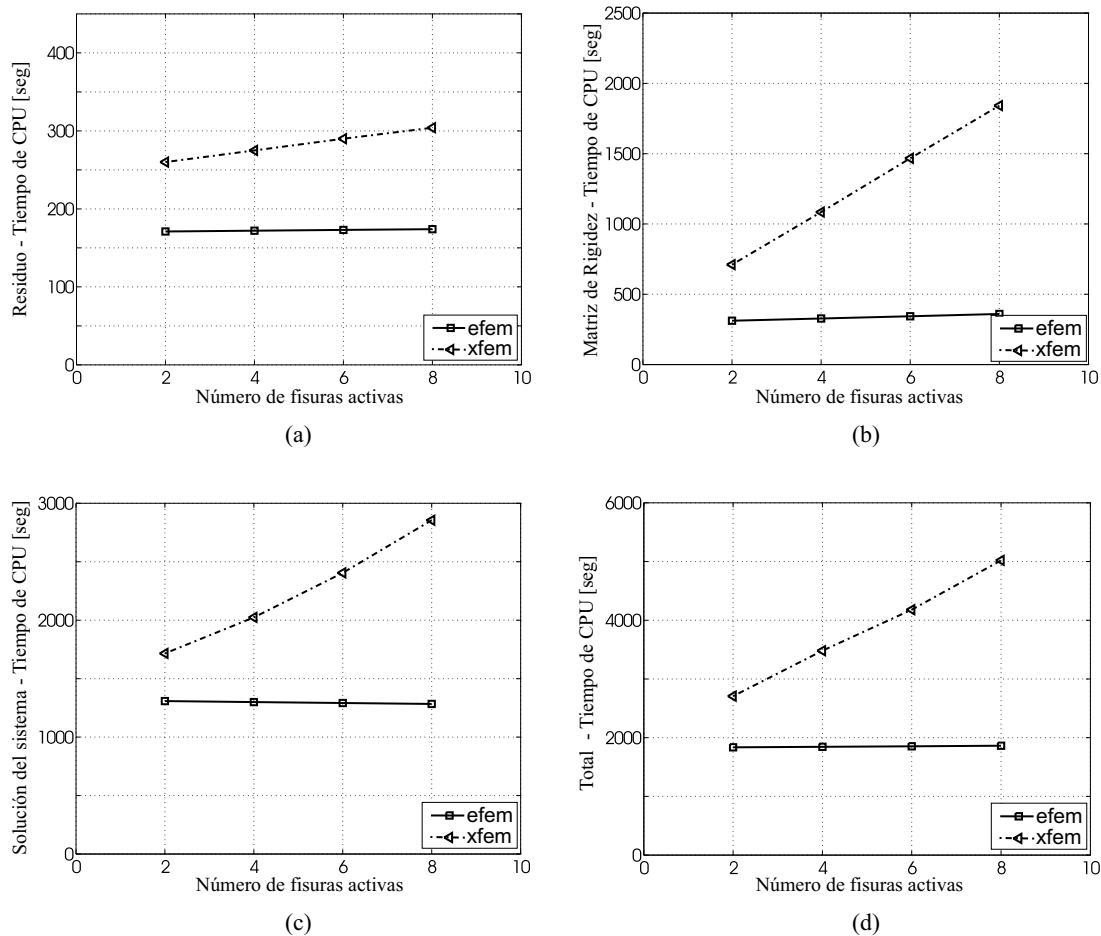 Residuo - Tiempo de CPU [seg]
400
300
200
100
0
0 2 4 6 8 10
efem
xfem
Número de fisuras activas
(a)
Matriz de Rigidez - Tiempo de CPU [seg]
2500
2000
1500
1000
500
0
0 2 4 6 8 10
efem
xfem
Número de fisuras activas
(b)
Solución del sistema - Tiempo de CPU [seg]
3000
2000
1000
0
0 2 4 6 8 10
efem
xfem
Número de fisuras activas
(c)
Total - Tiempo de CPU [seg]
6000
4000
2000
0
0 2 4 6 8 10
efem
xfem
Número de fisuras activas
(d)